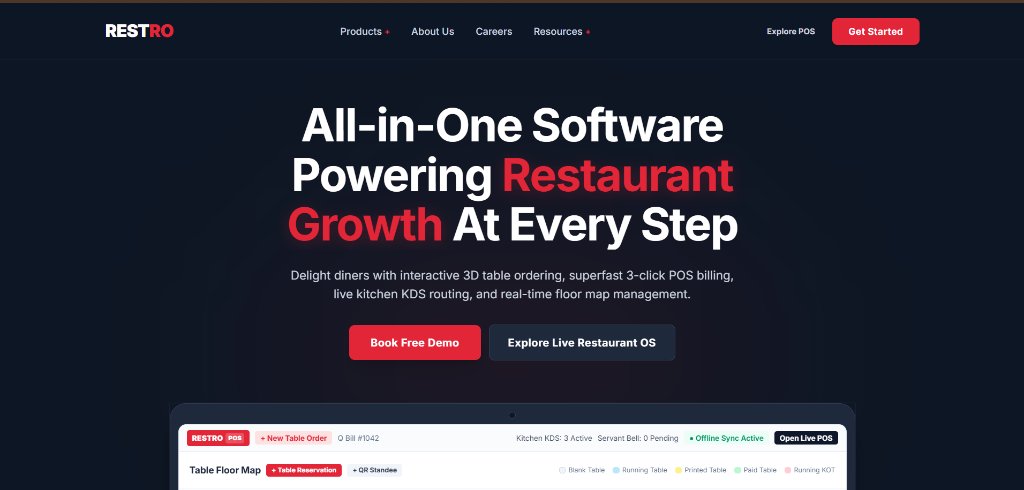 RESTRO
Products +
About Us
Careers
Resources +
Explore POS
Get Started
All-in-One Software
Powering Restaurant
Growth At Every Step
Delight diners with interactive 3D table ordering, superfast 3-click POS billing,
live kitchen KDS routing, and real-time floor map management.
Book Free Demo
Explore Live Restaurant OS
RESTRO POS
+ New Table Order
Q Bill #1042
Kitchen KDS: 3 Active
Servant Bell: 0 Pending
• Offline Sync Active
Open Live POS
Table Floor Map
+ Table Reservation
+ QR Standee
Blank Table
Running Table
Printed Table
Paid Table
Running KOT